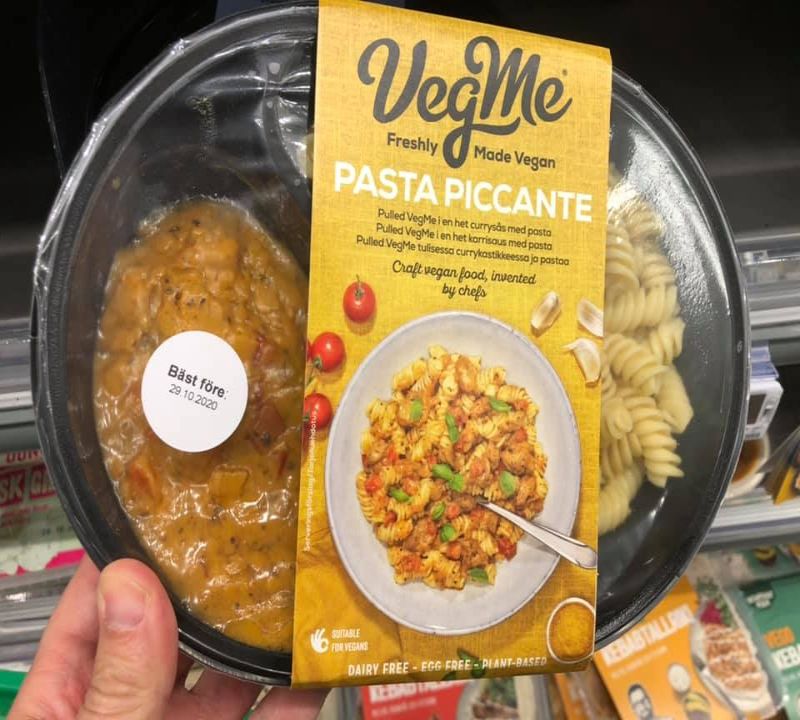 VegMe
Freshly Made Vegan
PASTA PICCANTE
Pulled VegMe i en het currysås med pasta
Pulled VegMe i en het karrisaus med pasta
Pulled VegMe tulisessa currykastikkeessa ja pastaa
Craft vegan food, invented
by chefs
Bäst före:
29.10.2020
SUITABLE
FOR VEGANS
DAIRY FREE - EGG FREE - PLANT-BASED
KEBABTALLRIK